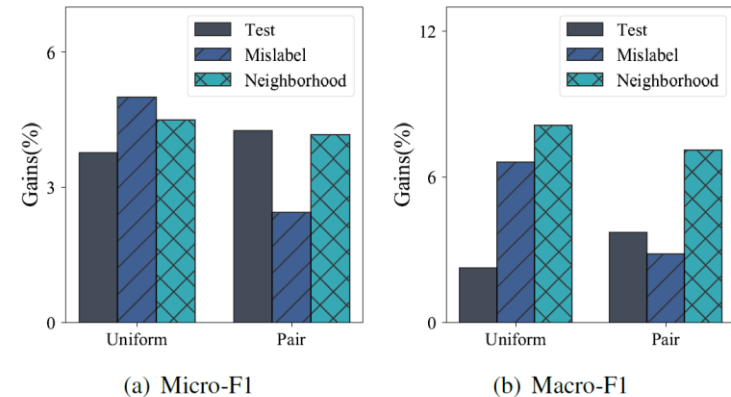 Gains(%)
6
3
0
Test
Mislabel
Neighborhood
Uniform
Pair
(a) Micro-F1
Gains(%)
12
6
0
Test
Mislabel
Neighborhood
Uniform
Pair
(b) Macro-F1